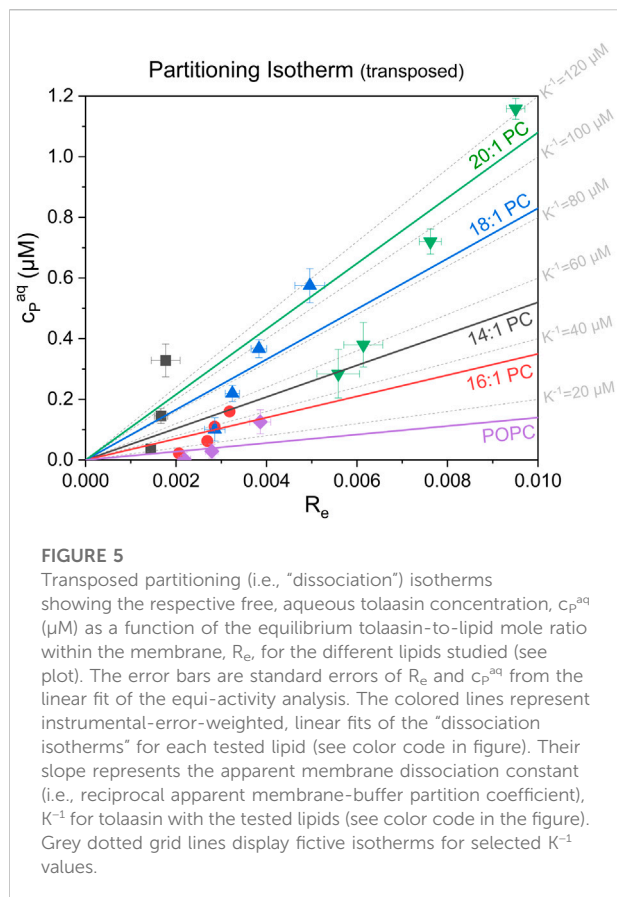 Partitioning Isotherm (transposed)
1.2
1.0
0.8
0.6
0.4
0.2
0.0
c_P^aq (µM)
20:1 PC
18:1 PC
14:1 PC
16:1 PC
POPC
K⁻¹=120 µM
K⁻¹=100 µM
K⁻¹=80 µM
K⁻¹=60 µM
K⁻¹=40 µM
K⁻¹=20 µM
0.000 0.002 0.004 0.006 0.008 0.010
R_e
FIGURE 5
Transposed partitioning (i.e., “dissociation”) isotherms
showing the respective free, aqueous tolaasin concentration, c_P^aq
(µM) as a function of the equilibrium tolaasin-to-lipid mole ratio
within the membrane, R_e, for the different lipids studied (see
plot). The error bars are standard errors of R_e and c_P^aq from the
linear fit of the equi-activity analysis. The colored lines represent
instrumental-error-weighted, linear fits of the “dissociation
isotherms” for each tested lipid (see color code in figure). Their
slope represents the apparent membrane dissociation constant
(i.e., reciprocal apparent membrane-buffer partition coefficient),
K⁻¹ for tolaasin with the tested lipids (see color code in the figure).
Grey dotted grid lines display fictive isotherms for selected K⁻¹
values.